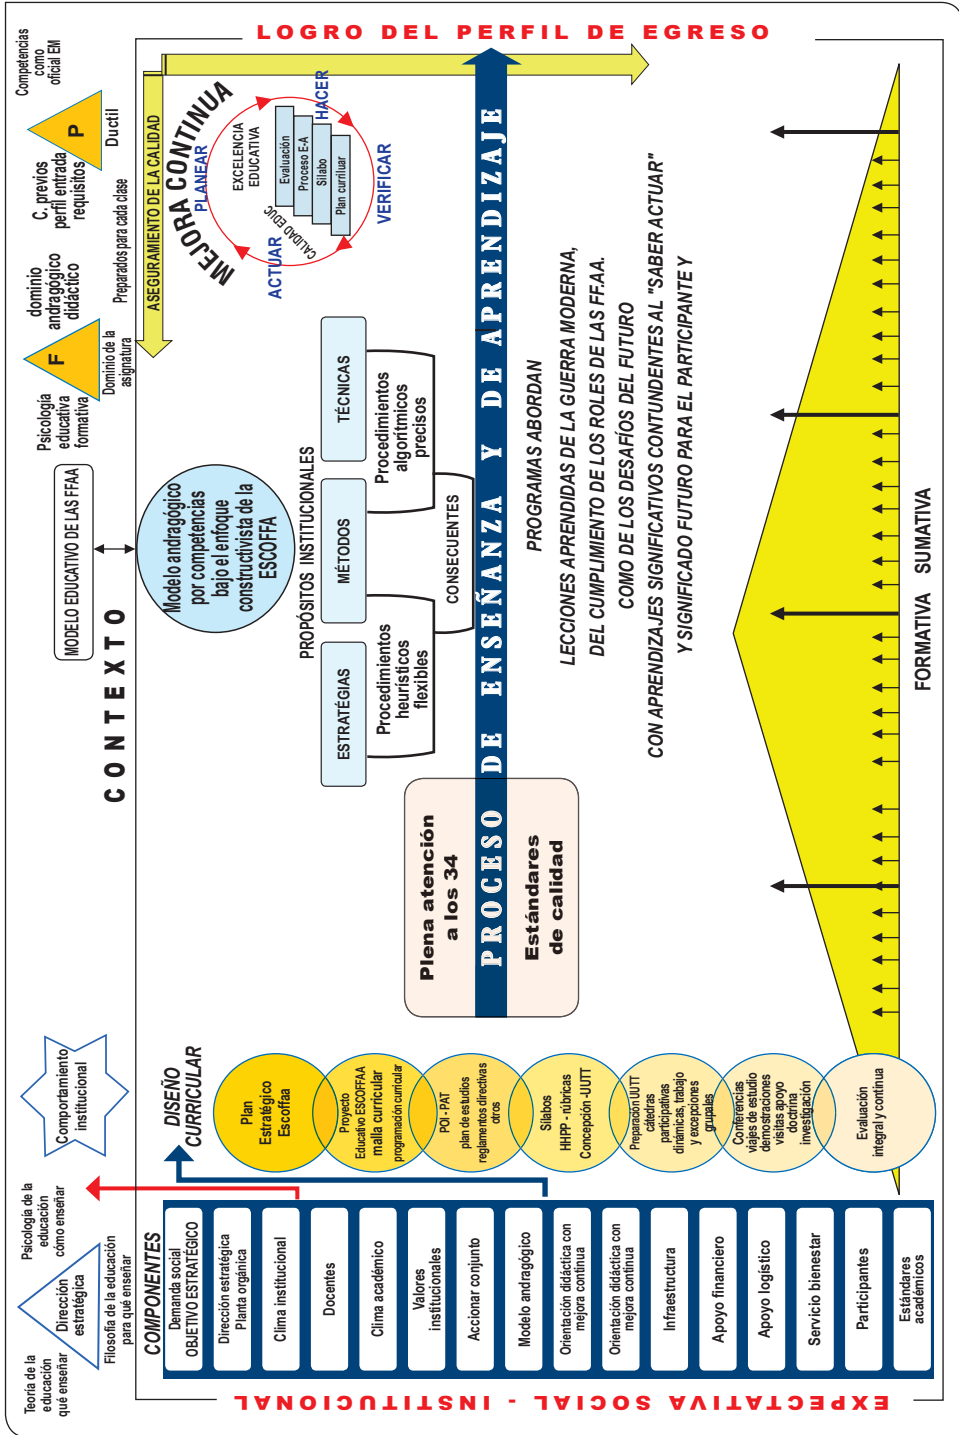 Teoría de la
educación
qué enseñar
Dirección
estratégica
Psicología de la
educación
cómo enseñar
Filosofia de la educación
para qué enseñar
Comportamiento
institucional
MODELO EDUCATIVO DE LAS FFAA
Psicología
educativa
formativa
F
dominio
andragógico
didáctico
Dominio de la
asignatura
C. previos
perfil entrada
requisitos
Preparados para cada clase
P
Ductil
Competencias
como
oficial EM
CONTEXTO
EXPECTATIVA SOCIAL - INSTITUCIONAL
COMPONENTES
Demanda social
OBJETIVO ESTRATÉGICO
Dirección estratégica
Planta orgánica
Clima institucional
Docentes
Clima académico
Valores
institucionales
Accionar conjunto
Modelo andragógico
Orientación didáctica con
mejora continua
Orientación didáctica con
mejora continua
Infraestructura
Apoyo financiero
Apoyo logístico
Servicio bienestar
Participantes
Estándares
académicos
DISEÑO
CURRICULAR
Plan
Estratégico
Escoffaa
Proyecto
Educativo ESCOFFAA
malla curricular
programación curricular
POI - PAT
plan de estudios
reglamentos directivas
otros
Silabos
HHPP - rúbricas
Concepción -UUTT
Preparación UUTT
cátedras
participativas
dinámicas, trabajo
y excepciones
grupales
Conferencias
viajes de estudio
demostraciones
visitas apoyo
doctrina
investigación
Evaluación
integral y continua
Modelo andragógico
por competencias
bajo el enfoque
constructivista de la
ESCOFFA
PROPÓSITOS INSTITUCIONALES
ESTRATÉGIAS
MÉTODOS
TÉCNICAS
Procedimientos
heurísticos
flexibles
Procedimientos
algorítmicos
precisos
CONSECUENTES
ASEGURAMIENTO DE LA CALIDAD
MEJORA CONTINUA
PLANEAR
HACER
VERIFICAR
ACTUAR
EXCELENCIA
EDUCATIVA
CALIDAD EDUC
Evaluación
Proceso E-A
Silabo
Plan curriluar
Plena atención
a los 34
Estándares
de calidad
PROCESO DE ENSEÑANZA Y DE APRENDIZAJE
LOGRO DEL PERFIL DE EGRESO
PROGRAMAS ABORDAN
LECCIONES APRENDIDAS DE LA GUERRA MODERNA,
DEL CUMPLIMIENTO DE LOS ROLES DE LAS FF.AA.
COMO DE LOS DESAFÍOS DEL FUTURO
CON APRENDIZAJES SIGNIFICATIVOS CONTUNDENTES AL "SABER ACTUAR"
Y SIGNIFICADO FUTURO PARA EL PARTICIPANTE Y
FORMATIVA SUMATIVA